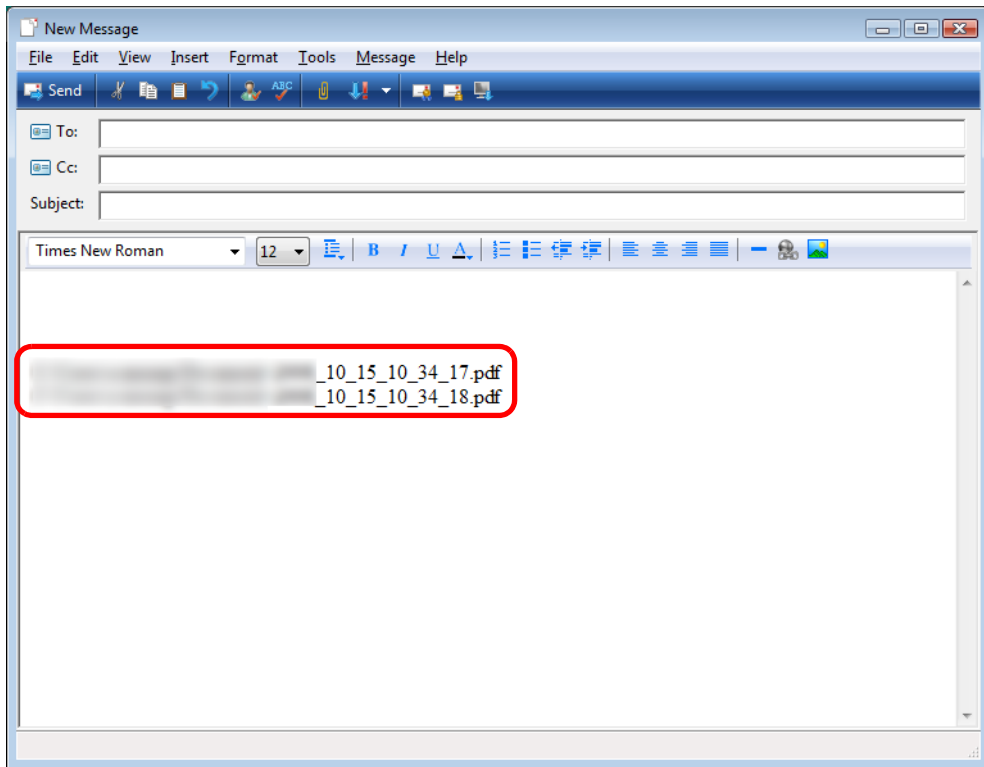 New Message
File Edit View Insert Format Tools Message Help
Send ABC
To:
Cc:
Subject:
Times New Roman 12 B I U A
_10_15_10_34_17.pdf
_10_15_10_34_18.pdf